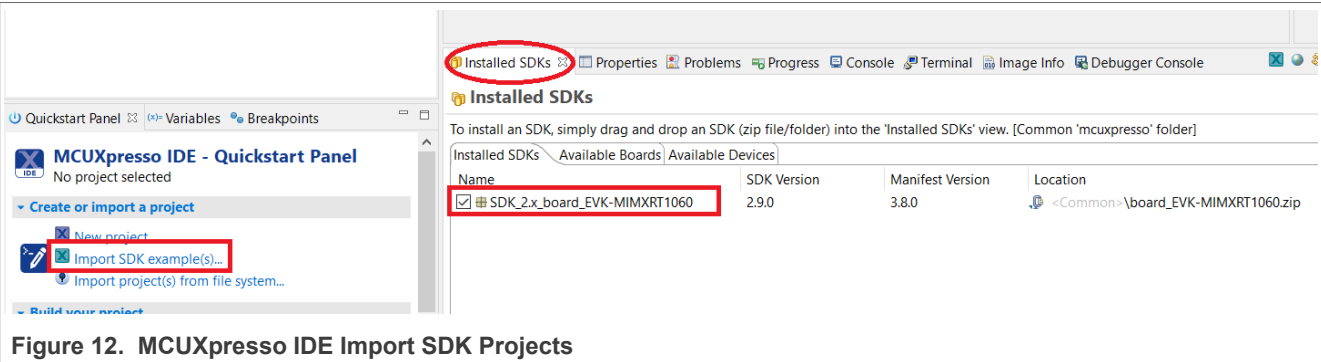 Installed SDKs Properties Problems Progress Console Terminal Image Info Debugger Console
Installed SDKs
To install an SDK, simply drag and drop an SDK (zip file/folder) into the 'Installed SDKs' view. [Common 'mcuxpresso' folder]
Installed SDKs Available Boards Available Devices
Name SDK Version Manifest Version Location
SDK_2.x_board_EVK-MIMXRT1060 2.9.0 3.8.0 <Common>\board_EVK-MIMXRT1060.zip
Quickstart Panel (x)= Variables Breakpoints
IDE
MCUXpresso IDE - Quickstart Panel
No project selected
Create or import a project
New project...
Import SDK example(s)...
Import project(s) from file system...
Build your project
Figure 12. MCUXpresso IDE Import SDK Projects